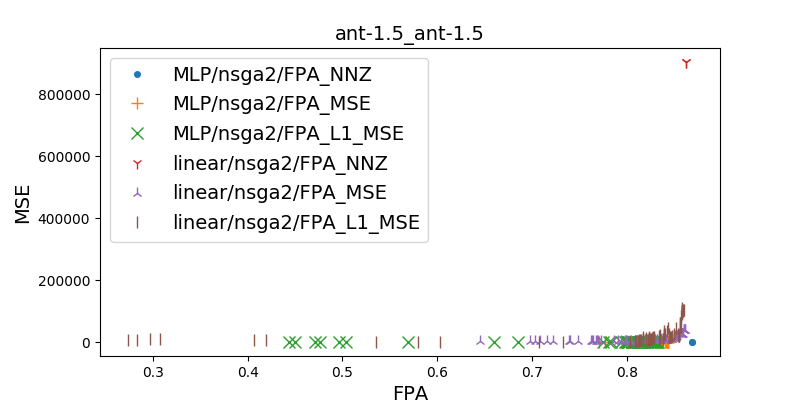 ant-1.5_ant-1.5
MLP/nsga2/FPA_NNZ
MLP/nsga2/FPA_MSE
MLP/nsga2/FPA_L1_MSE
linear/nsga2/FPA_NNZ
linear/nsga2/FPA_MSE
linear/nsga2/FPA_L1_MSE
MSE
800000
600000
400000
200000
0
0.3 0.4 0.5 0.6 0.7 0.8
FPA